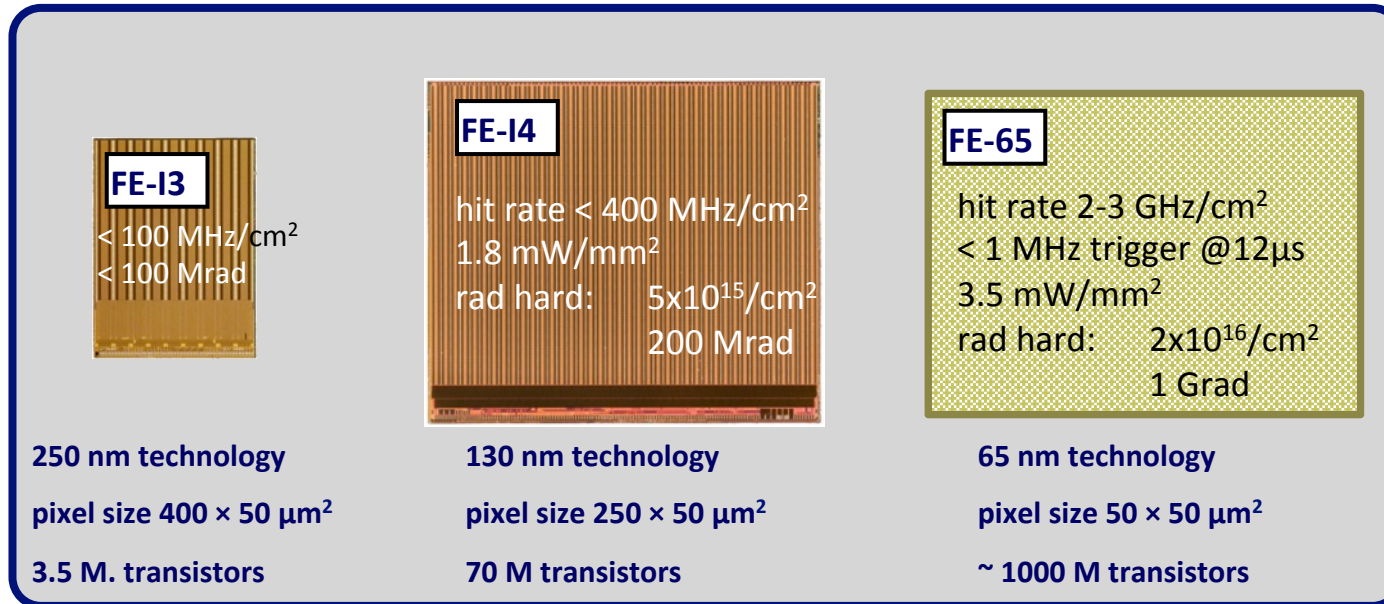 FE-I3
< 100 MHz/cm²
< 100 Mrad
250 nm technology
pixel size 400 × 50 µm²
3.5 M. transistors
FE-I4
hit rate < 400 MHz/cm²
1.8 mW/mm²
rad hard: 5x10¹⁵/cm²
200 Mrad
130 nm technology
pixel size 250 × 50 µm²
70 M transistors
FE-65
hit rate 2-3 GHz/cm²
< 1 MHz trigger @12µs
3.5 mW/mm²
rad hard: 2x10¹⁶/cm²
1 Grad
65 nm technology
pixel size 50 × 50 µm²
~ 1000 M transistors